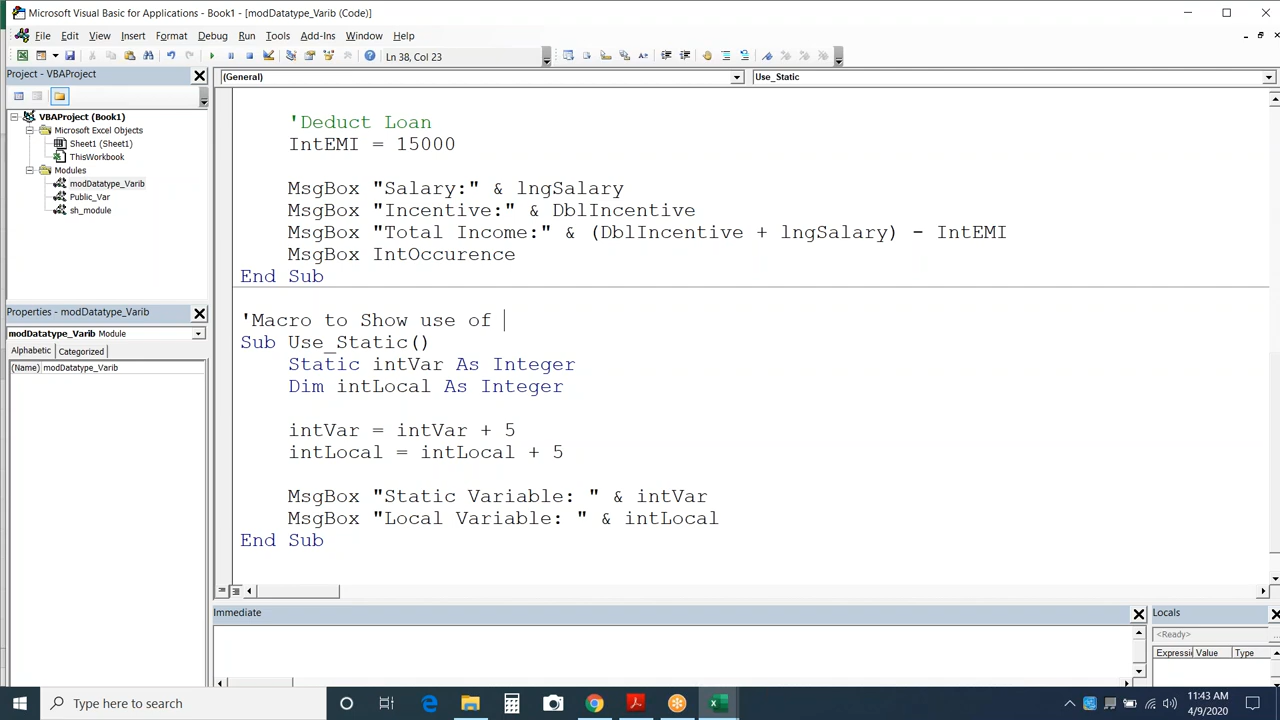 Microsoft Visual Basic for Applications - Book1 - [modDatatype_Varib (Code)]
File Edit View Insert Format Debug Run Tools Add-Ins Window Help
Ln 38, Col 23
Project - VBAProject
(General)
Use_Static
VBAProject (Book1)
Microsoft Excel Objects
Sheet1 (Sheet1)
ThisWorkbook
Modules
modDatatype_Varib
Public_Var
sh_module
Properties - modDatatype_Varib
modDatatype_Varib Module
Alphabetic Categorized
(Name) modDatatype_Varib
'Deduct Loan
IntEMI = 15000
MsgBox "Salary:" & lngSalary
MsgBox "Incentive:" & DblIncentive
MsgBox "Total Income:" & (DblIncentive + lngSalary) - IntEMI
MsgBox IntOccurence
End Sub
'Macro to Show use of
Sub Use_Static()
Static intVar As Integer
Dim intLocal As Integer
intVar = intVar + 5
intLocal = intLocal + 5
MsgBox "Static Variable: " & intVar
MsgBox "Local Variable: " & intLocal
End Sub
Immediate
Locals
<Ready>
Expressi Value Type
Type here to search
11:43 AM
4/9/2020